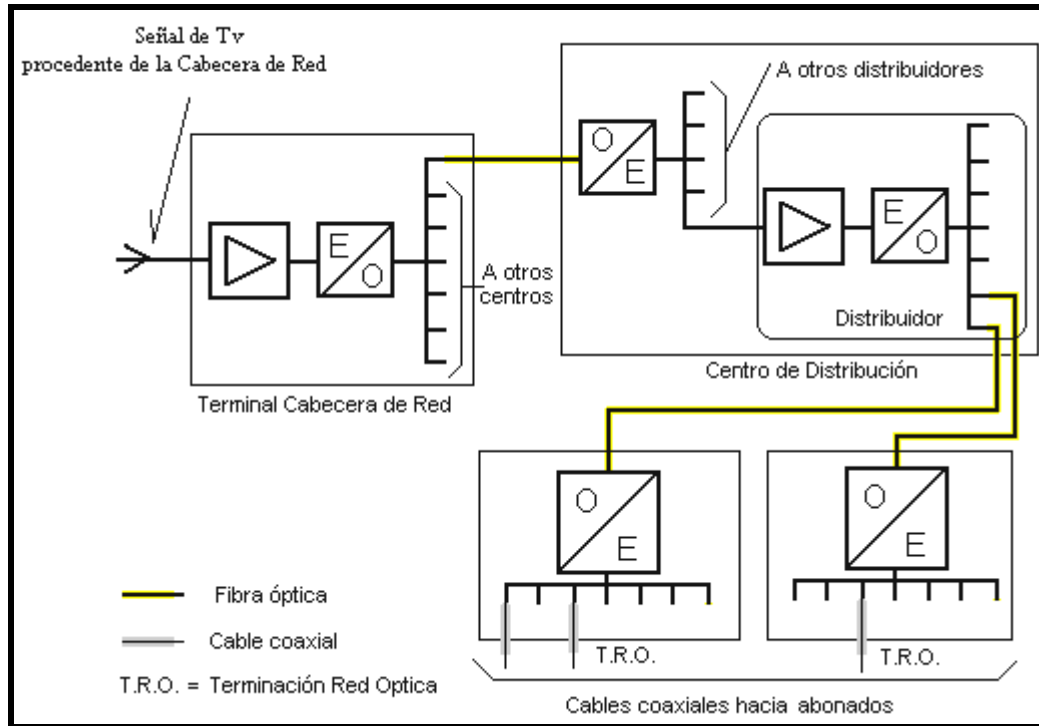 Señal de Tv
procedente de la Cabecera de Red
A otros distribuidores
O
E
E
O
A otros
centros
E
O
Distribuidor
Centro de Distribución
Terminal Cabecera de Red
O
E
O
E
Fibra óptica
Cable coaxial
T.R.O.
T.R.O.
T.R.O. = Terminación Red Optica
Cables coaxiales hacia abonados